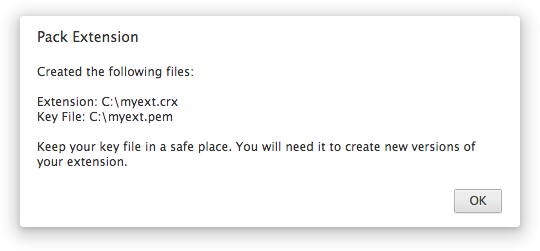 Pack Extension
Created the following files:
Extension: C:\myext.crx
Key File: C:\myext.pem
Keep your key file in a safe place. You will need it to create new versions of
your extension.
OK